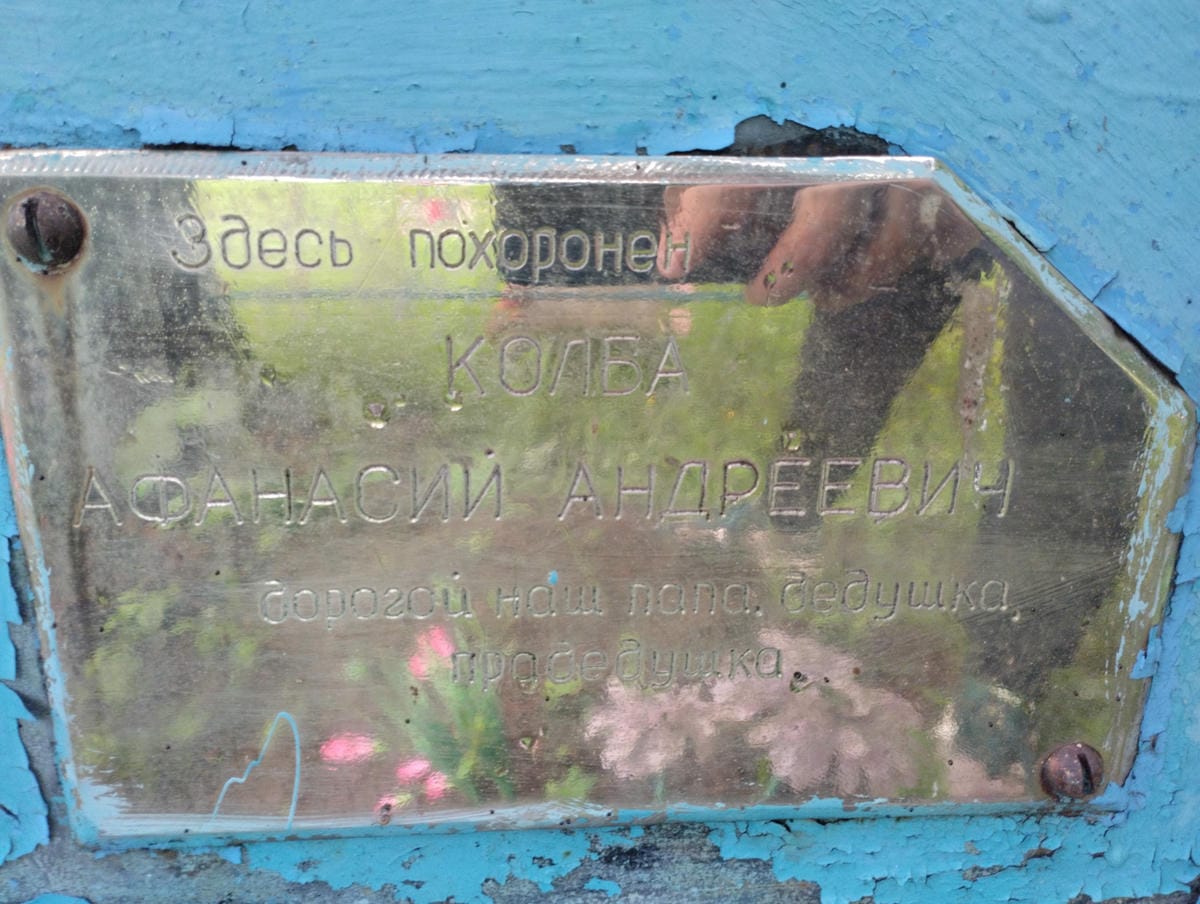 Здесь похоронен
КОЛБА
АФАНАСИЙ АНДРЕЕВИЧ
дорогой наш папа, дедушка,
прадедушка